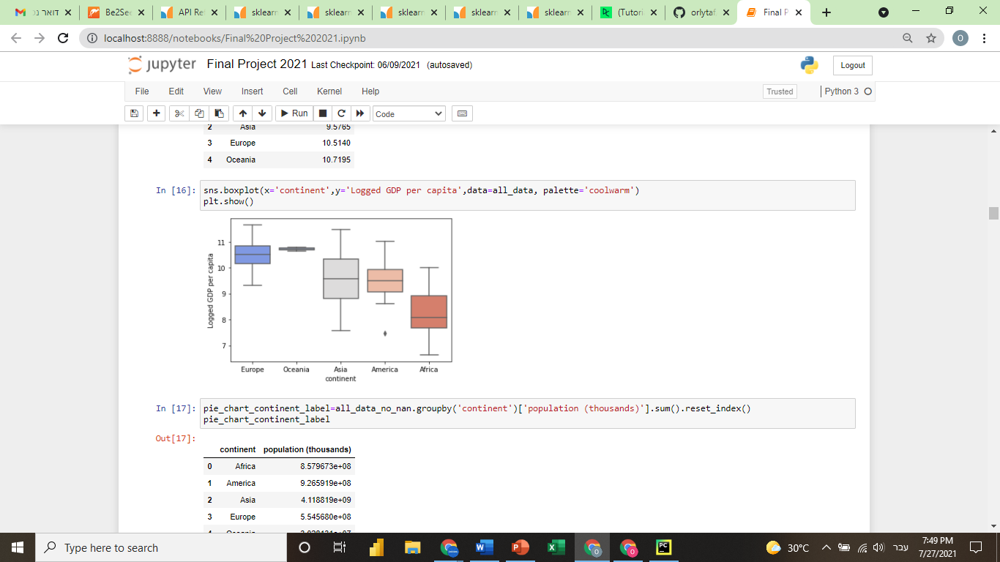 דואר נכ
Be2See
API Re
sklearn
sklearn
sklearn
sklearn
sklearn
(Tutori
orlytaf
Final P
localhost:8888/notebooks/Final%20Project%202021.ipynb
O
jupyter Final Project 2021 Last Checkpoint: 06/09/2021 (autosaved)
Logout
File Edit View Insert Cell Kernel Help
Trusted
Python 3
Run
Code
2 Asia 9.5765
3 Europe 10.5140
4 Oceania 10.7195
In [16]: sns.boxplot(x='continent',y='Logged GDP per capita',data=all_data, palette='coolwarm')
plt.show()
Logged GDP per capita
11
10
9
8
7
Europe Oceania Asia America Africa
continent
In [17]: pie_chart_continent_label=all_data_no_nan.groupby('continent')['population (thousands)'].sum().reset_index()
pie_chart_continent_label
Out[17]:
continent population (thousands)
0 Africa 8.579673e+08
1 America 9.265919e+08
2 Asia 4.118819e+09
3 Europe 5.545680e+08
Type here to search
30°C
עבר
7:49 PM
7/27/2021